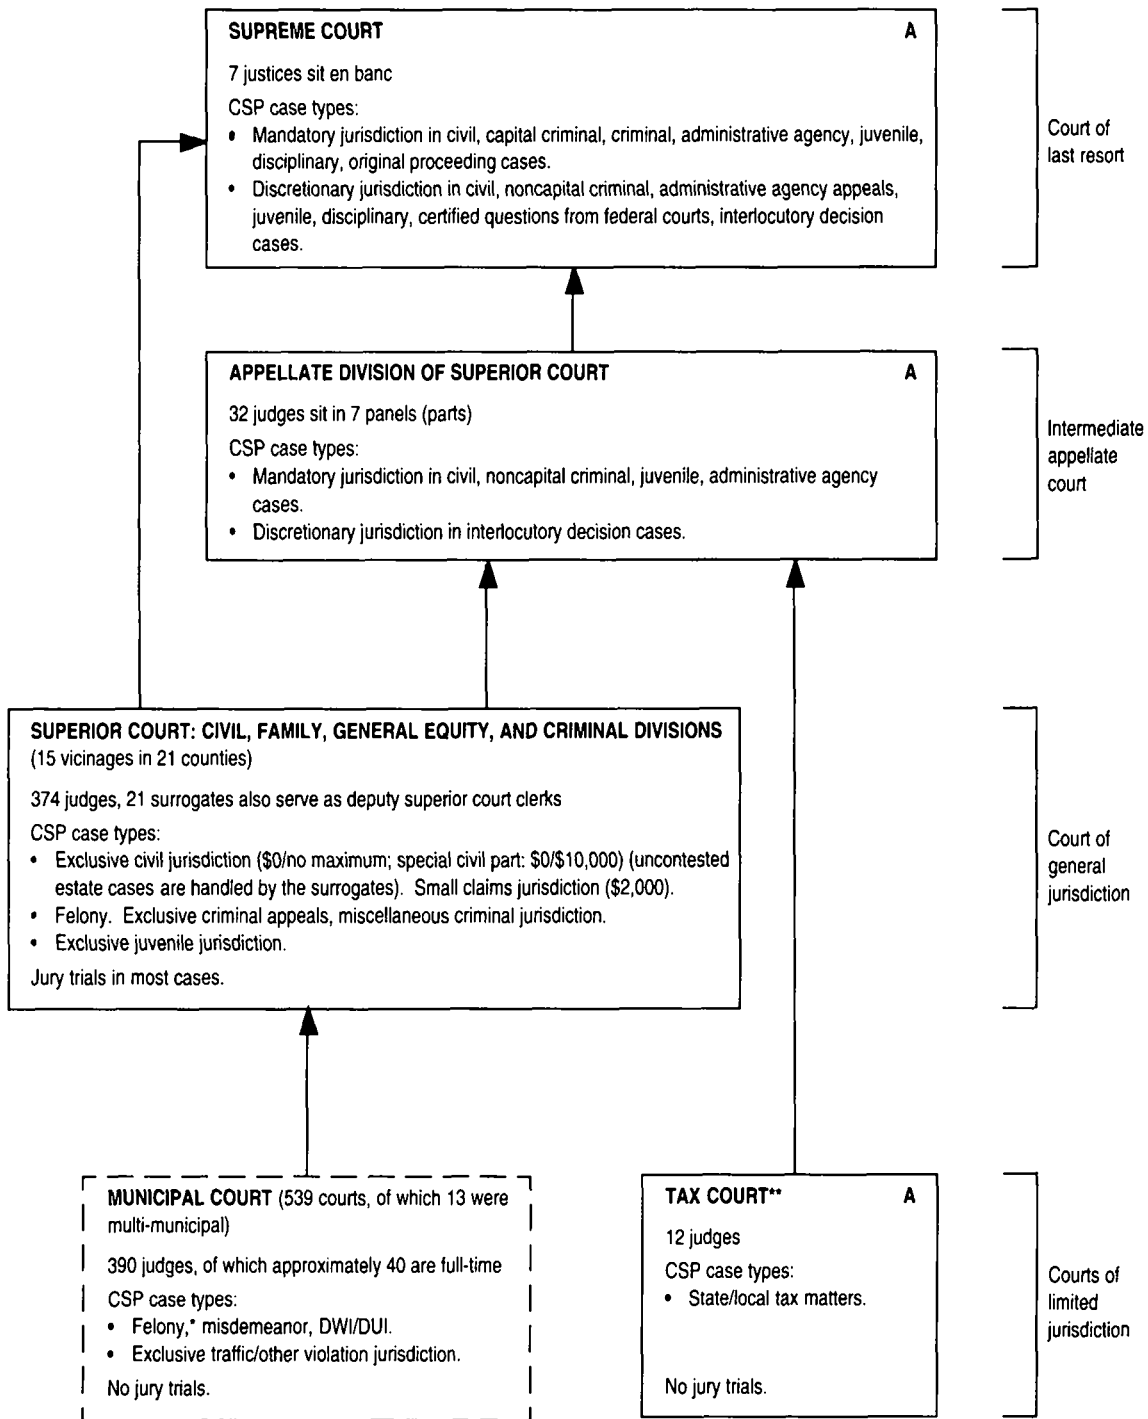 SUPREME COURT A
7 justices sit en banc
CSP case types:
• Mandatory jurisdiction in civil, capital criminal, criminal, administrative agency, juvenile,
disciplinary, original proceeding cases.
• Discretionary jurisdiction in civil, noncapital criminal, administrative agency appeals,
juvenile, disciplinary, certified questions from federal courts, interlocutory decision
cases.
Court of
last resort
APPELLATE DIVISION OF SUPERIOR COURT A
32 judges sit in 7 panels (parts)
CSP case types:
• Mandatory jurisdiction in civil, noncapital criminal, juvenile, administrative agency
cases.
• Discretionary jurisdiction in interlocutory decision cases.
Intermediate
appellate
court
SUPERIOR COURT: CIVIL, FAMILY, GENERAL EQUITY, AND CRIMINAL DIVISIONS
(15 vicinages in 21 counties)
374 judges, 21 surrogates also serve as deputy superior court clerks
CSP case types:
• Exclusive civil jurisdiction ($0/no maximum; special civil part: $0/$10,000) (uncontested
estate cases are handled by the surrogates). Small claims jurisdiction ($2,000).
• Felony. Exclusive criminal appeals, miscellaneous criminal jurisdiction.
• Exclusive juvenile jurisdiction.
Jury trials in most cases.
Court of
general
jurisdiction
MUNICIPAL COURT (539 courts, of which 13 were
multi-municipal)
390 judges, of which approximately 40 are full-time
CSP case types:
• Felony,* misdemeanor, DWI/DUI.
• Exclusive traffic/other violation jurisdiction.
No jury trials.
TAX COURT** A
12 judges
CSP case types:
• State/local tax matters.
No jury trials.
Courts of
limited
jurisdiction